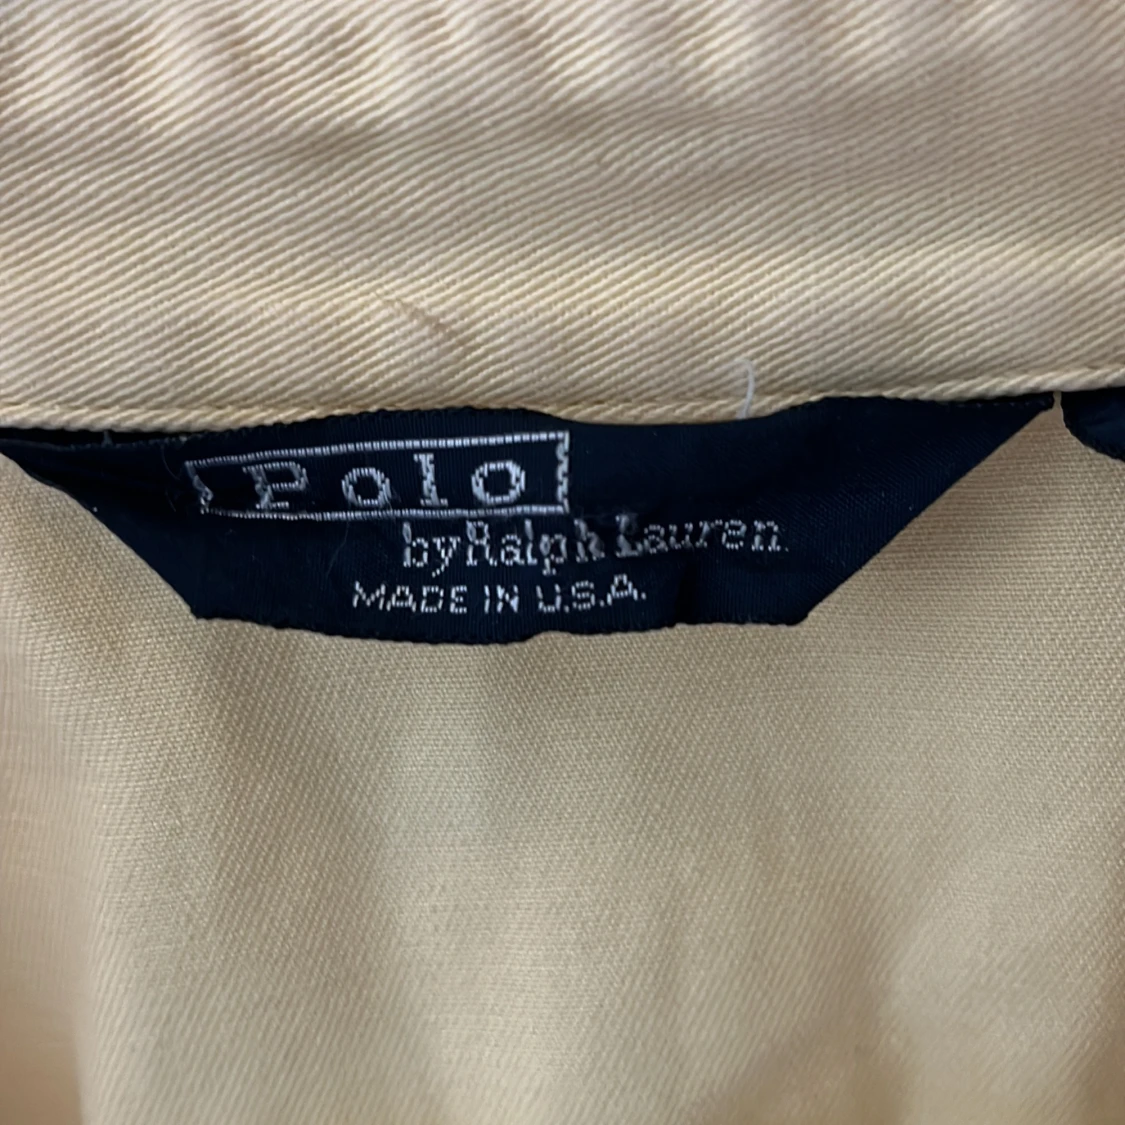 Polo
by Ralph Lauren
MADE IN U.S.A.